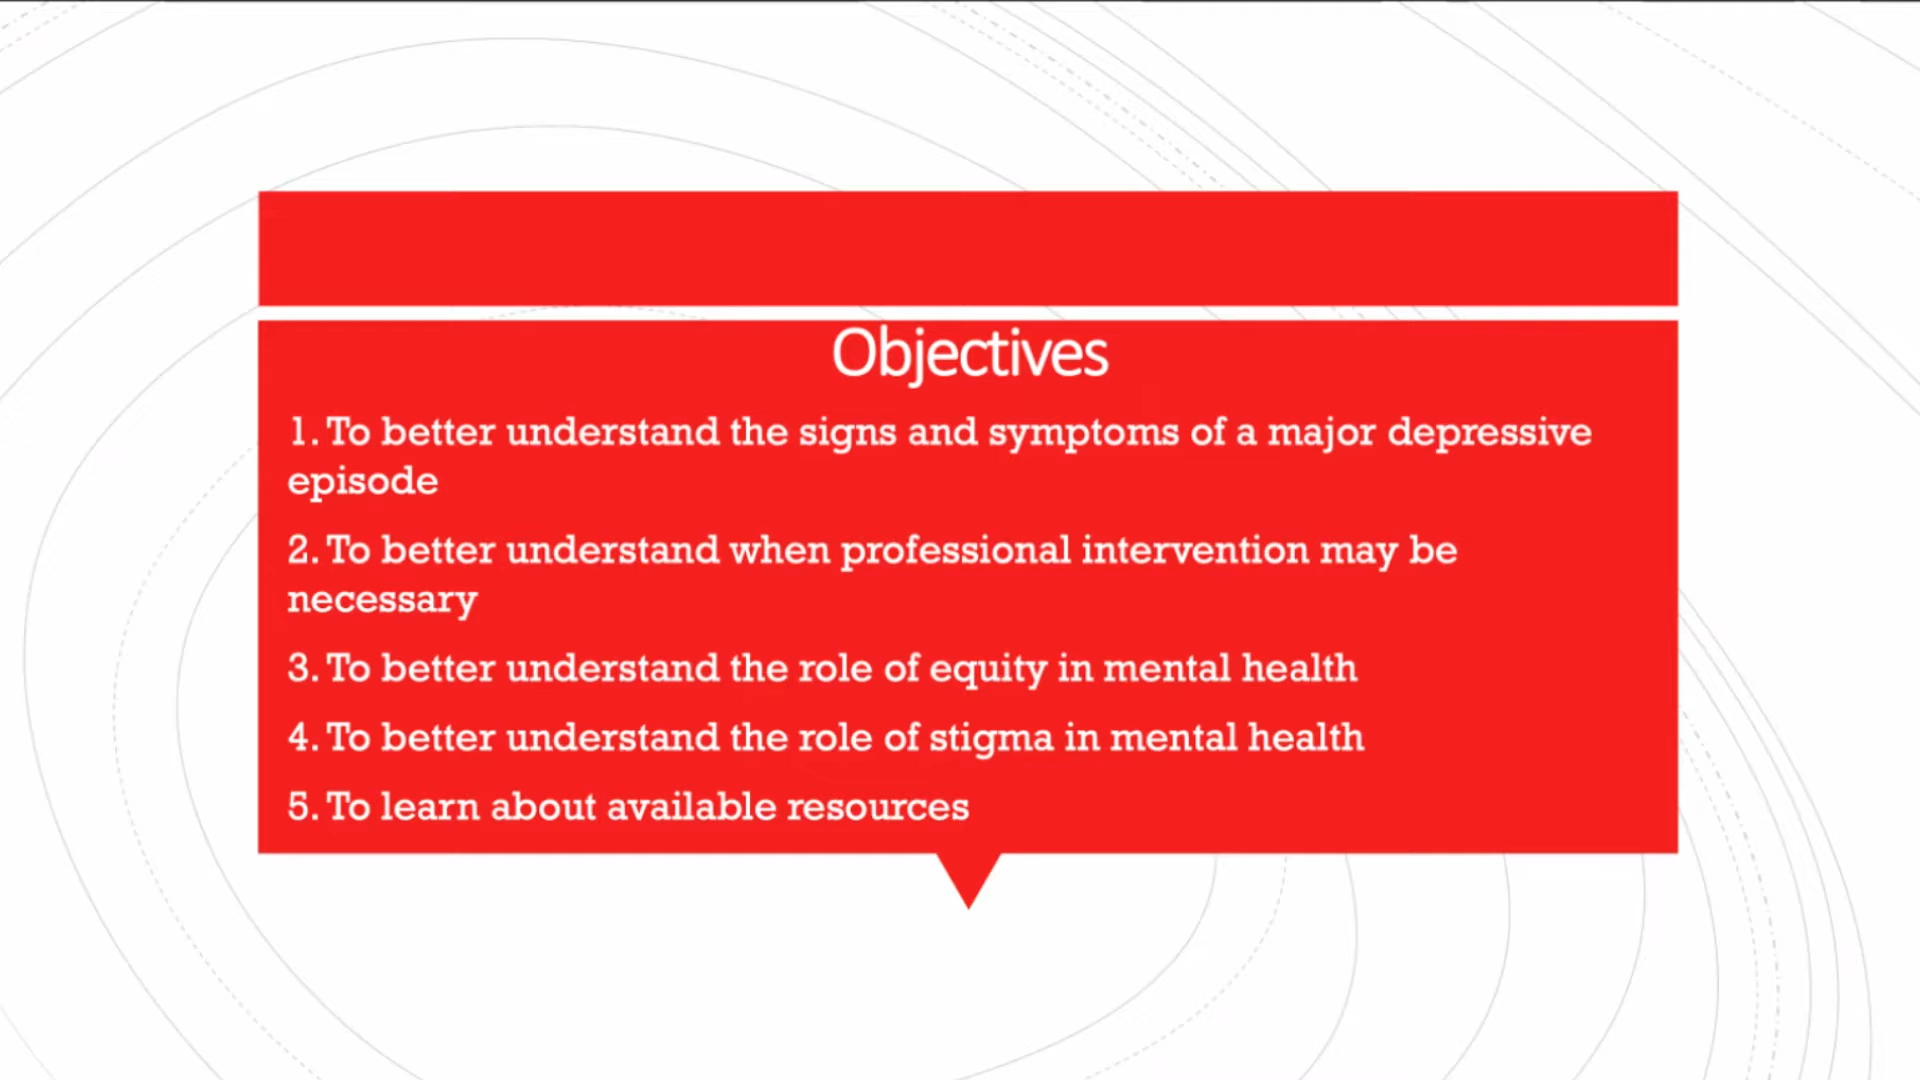 Objectives
1. To better understand the signs and symptoms of a major depressive
episode
2. To better understand when professional intervention may be
necessary
3. To better understand the role of equity in mental health
4. To better understand the role of stigma in mental health
5. To learn about available resources